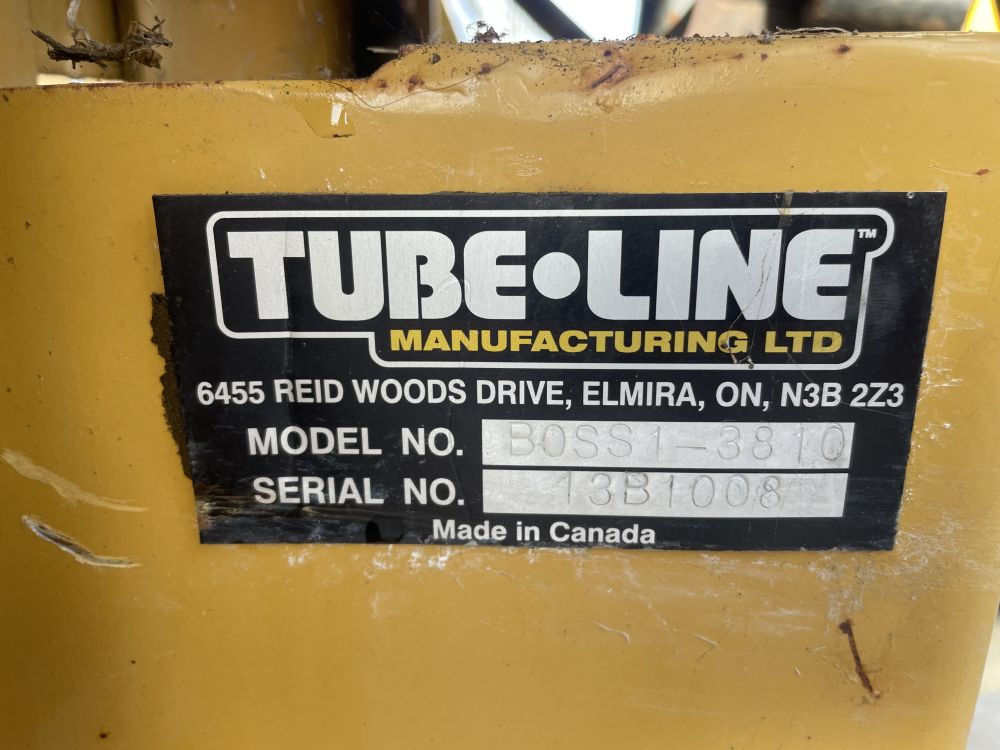 TUBE•LINE™
MANUFACTURING LTD
6455 REID WOODS DRIVE, ELMIRA, ON, N3B 2Z3
MODEL NO. BOSS1-3810
SERIAL NO. 13B1008
Made in Canada